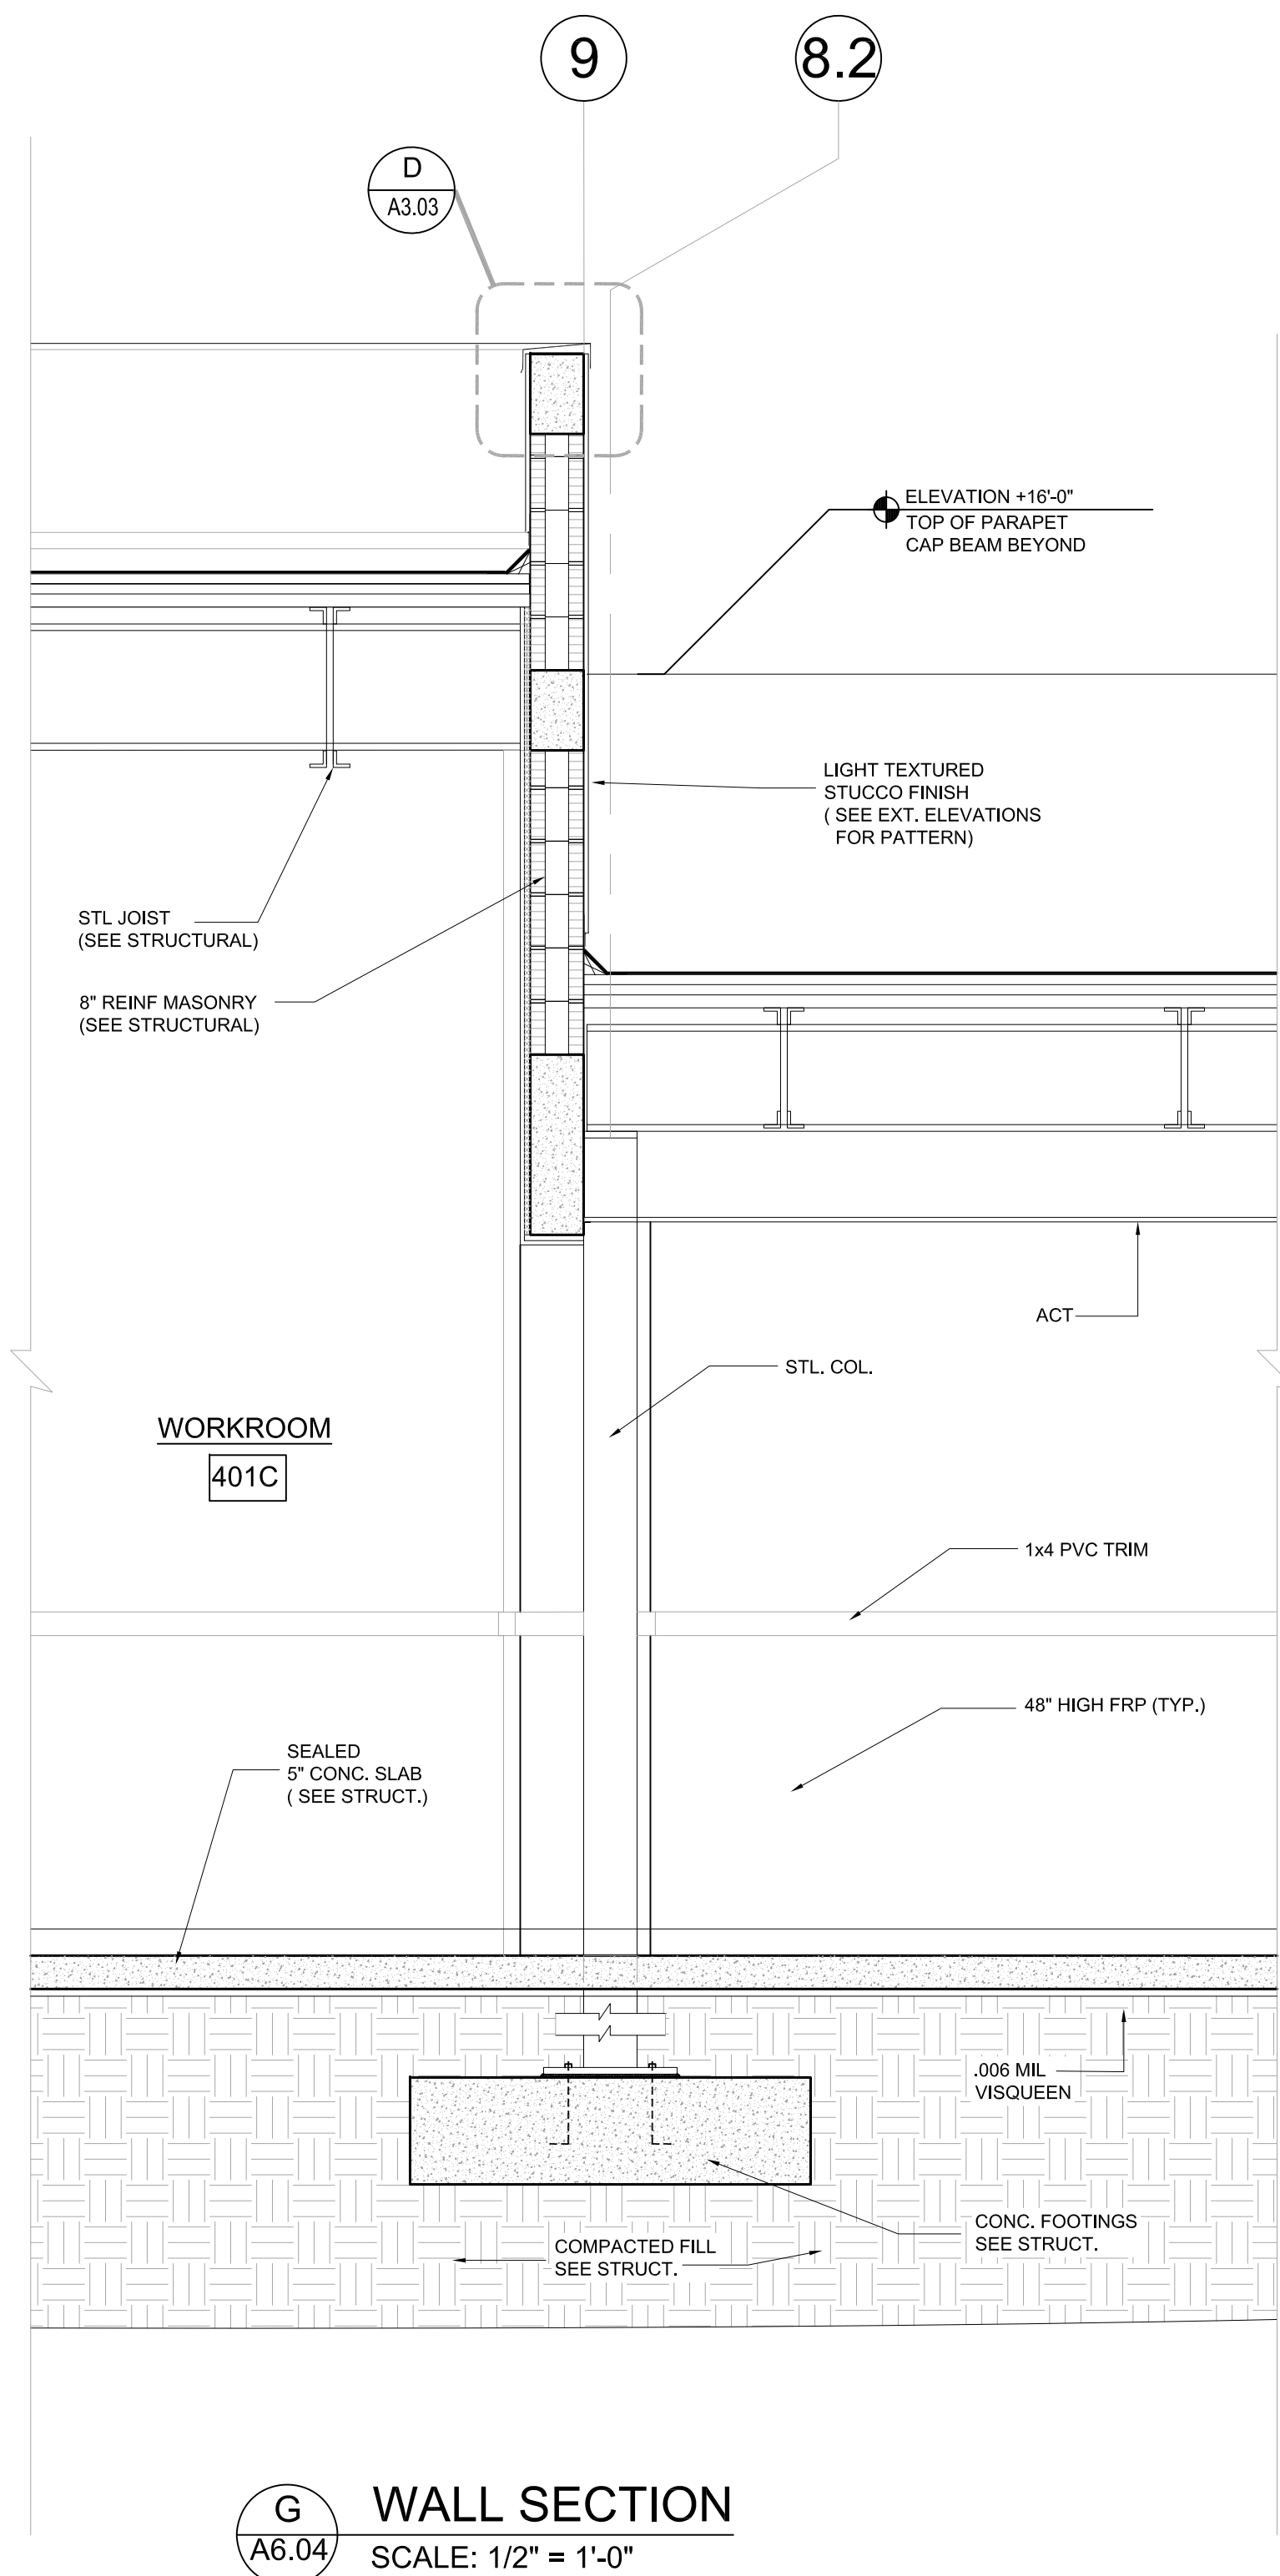 9
8.2
D
A3.03
ELEVATION +16'-0"
TOP OF PARAPET
CAP BEAM BEYOND
LIGHT TEXTURED
STUCCO FINISH
( SEE EXT. ELEVATIONS
FOR PATTERN)
STL JOIST
(SEE STRUCTURAL)
8" REINF MASONRY
(SEE STRUCTURAL)
ACT
STL. COL.
WORKROOM
401C
1x4 PVC TRIM
48" HIGH FRP (TYP.)
SEALED
5" CONC. SLAB
( SEE STRUCT.)
.006 MIL
VISQUEEN
CONC. FOOTINGS
SEE STRUCT.
COMPACTED FILL
SEE STRUCT.
G
A6.04
WALL SECTION
SCALE: 1/2" = 1'-0"